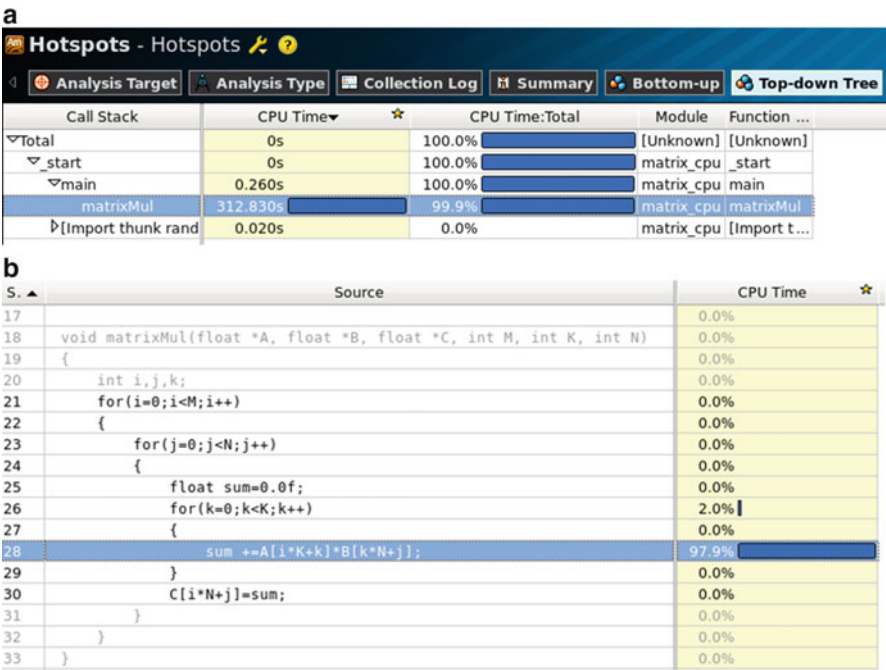 a
Am Hotspots - Hotspots ?
Analysis Target Analysis Type Collection Log Summary Bottom-up Top-down Tree
Call Stack CPU Time CPU Time:Total Module Function ...
Total 0s 100.0% [Unknown] [Unknown]
_start 0s 100.0% matrix_cpu _start
main 0.260s 100.0% matrix_cpu main
matrixMul 312.830s 99.9% matrix_cpu matrixMul
[Import thunk rand 0.020s 0.0% matrix_cpu [Import t...
b
S. Source CPU Time
17 0.0%
18 void matrixMul(float *A, float *B, float *C, int M, int K, int N) 0.0%
19 { 0.0%
20 int i,j,k; 0.0%
21 for(i=0;i<M;i++) 0.0%
22 { 0.0%
23 for(j=0;j<N;j++) 0.0%
24 { 0.0%
25 float sum=0.0f; 0.0%
26 for(k=0;k<K;k++) 2.0%
27 { 0.0%
28 sum +=A[i*K+k]*B[k*N+j]; 97.9%
29 } 0.0%
30 C[i*N+j]=sum; 0.0%
31 } 0.0%
32 } 0.0%
33 } 0.0%